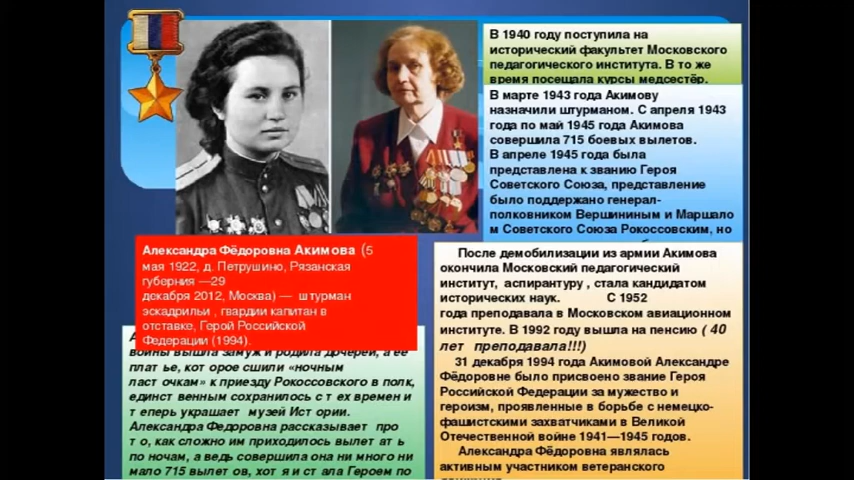 В 1940 году поступила на
исторический факультет Московского
педагогического института. В то же
время посещала курсы медсестёр.
В марте 1943 года Акимову
назначили штурманом. С апреля 1943
года по май 1945 года Акимова
совершила 715 боевых вылетов.
В апреле 1945 года была
представлена к званию Героя
Советского Союза, представление
было поддержано генерал-
полковником Вершининым и Маршало
м Советского Союза Рокоссовским, но
Александра Фёдоровна Акимова (5
мая 1922, д. Петрушино, Рязанская
губерния —29
декабря 2012, Москва) — штурман
эскадрильи , гвардии капитан в
отставке, Герой Российской
Федерации (1994).
войны вышла замуж и родила дочерей, а ее
плат ье, кот орое сшили «ночным
ласт очкам» к приезду Рокоссовского в полк,
единст венным сохранилось с т ех времен и
т еперь украшает музей Ист ории.
Александра Федоровна рассказывает про
т о, как сложно им приходилось вылет ат ь
по ночам, а ведь совершила она ни много ни
мало 715 вылет ов, хот я и ст ала Героем по
После демобилизации из армии Акимова
окончила Московский педагогический
институт, аспирантуру , стала кандидатом
исторических наук. С 1952
года преподавала в Московском авиационном
институте. В 1992 году вышла на пенсию ( 40
лет преподавала!!!)
31 декабря 1994 года Акимовой Александре
Фёдоровне было присвоено звание Героя
Российской Федерации за мужество и
героизм, проявленные в борьбе с немецко-
фашистскими захватчиками в Великой
Отечественной войне 1941—1945 годов.
Александра Фёдоровна являлась
активным участником ветеранского